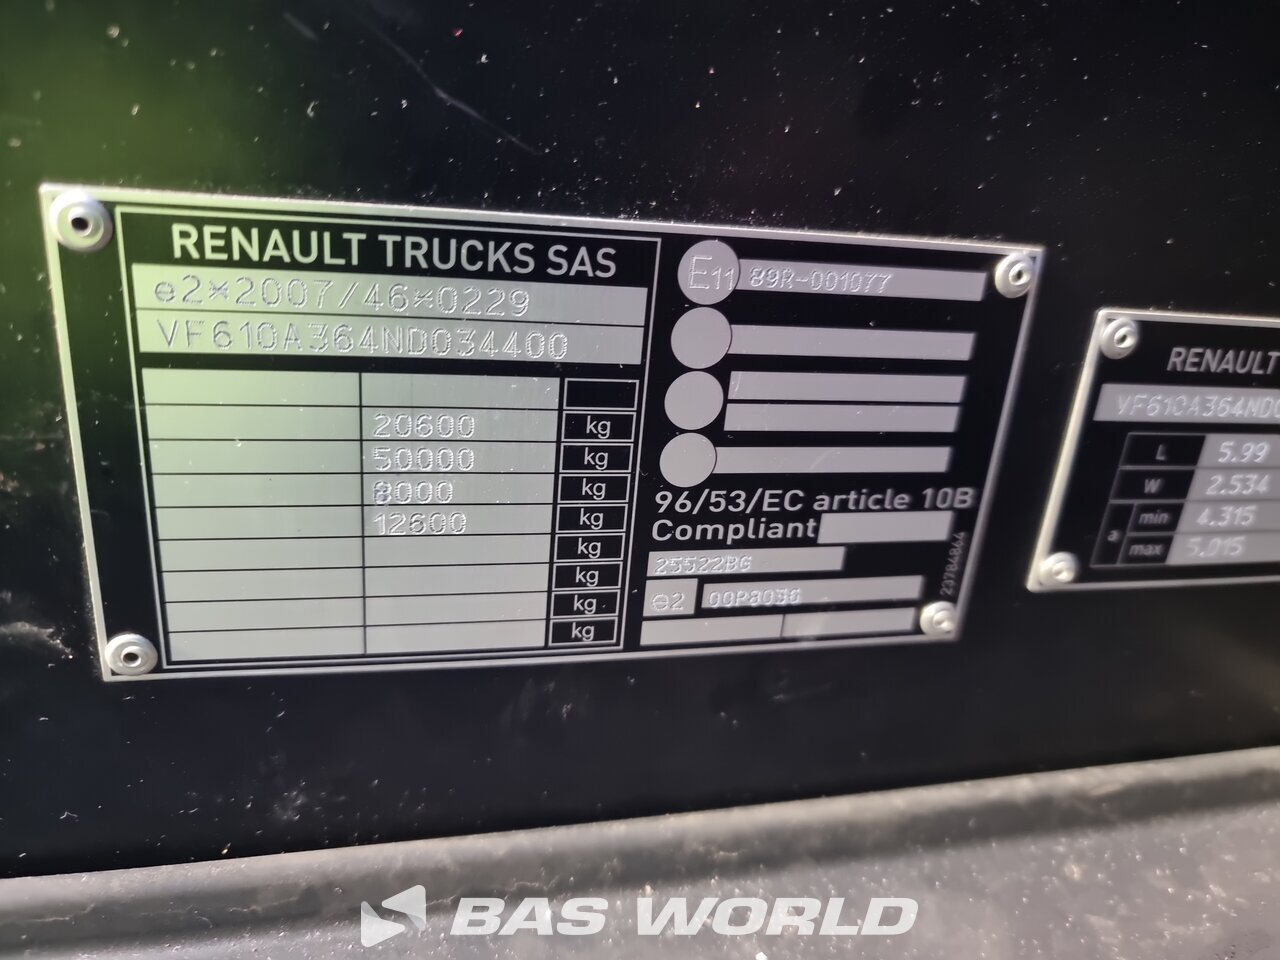 RENAULT TRUCKS SAS
e2*2007/46*0229
VF610A364ND034400
20600 kg
50000 kg
8000 kg
12600 kg
kg
kg
kg
kg
E11 89R-001077
96/53/EC article 10B
Compliant
25522BG
e2 00P8036
23784844
RENAULT
VF610A364ND
L 5.99
W 2.534
a min 4.315
max 5.015
BAS WORLD